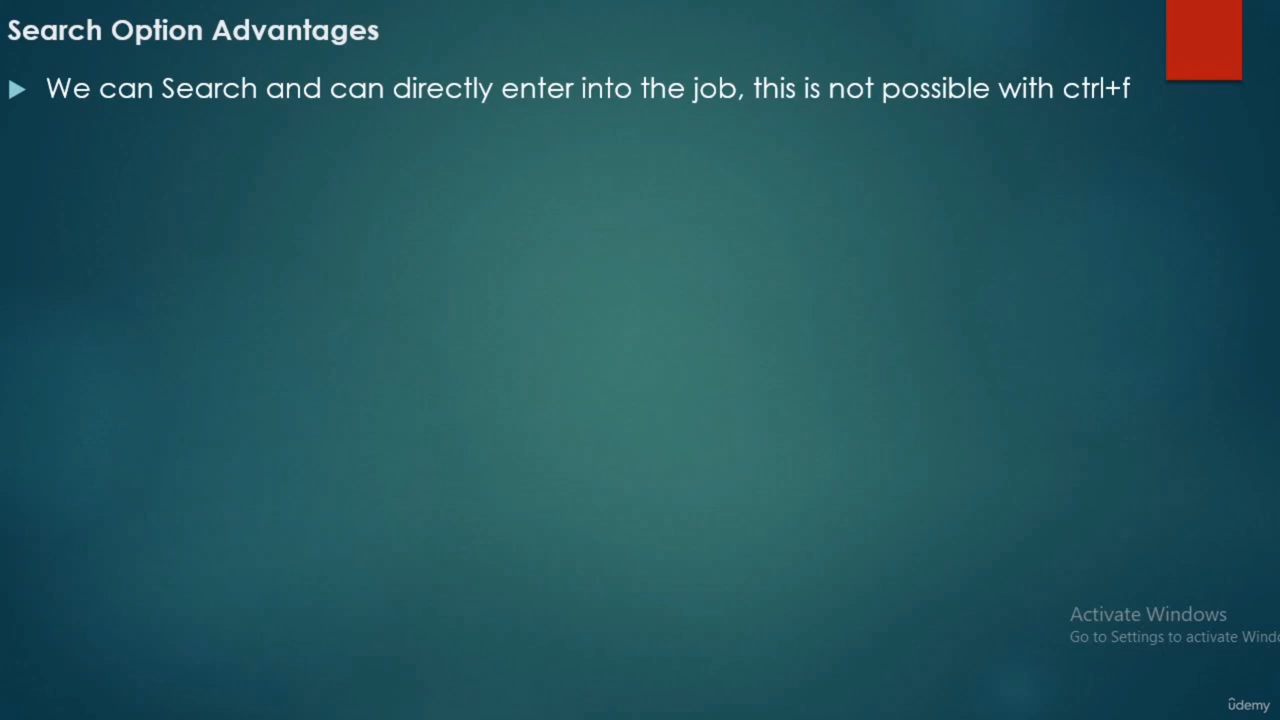 Search Option Advantages
We can Search and can directly enter into the job, this is not possible with ctrl+f
Activate Windows
Go to Settings to activate Windo
ûdemy